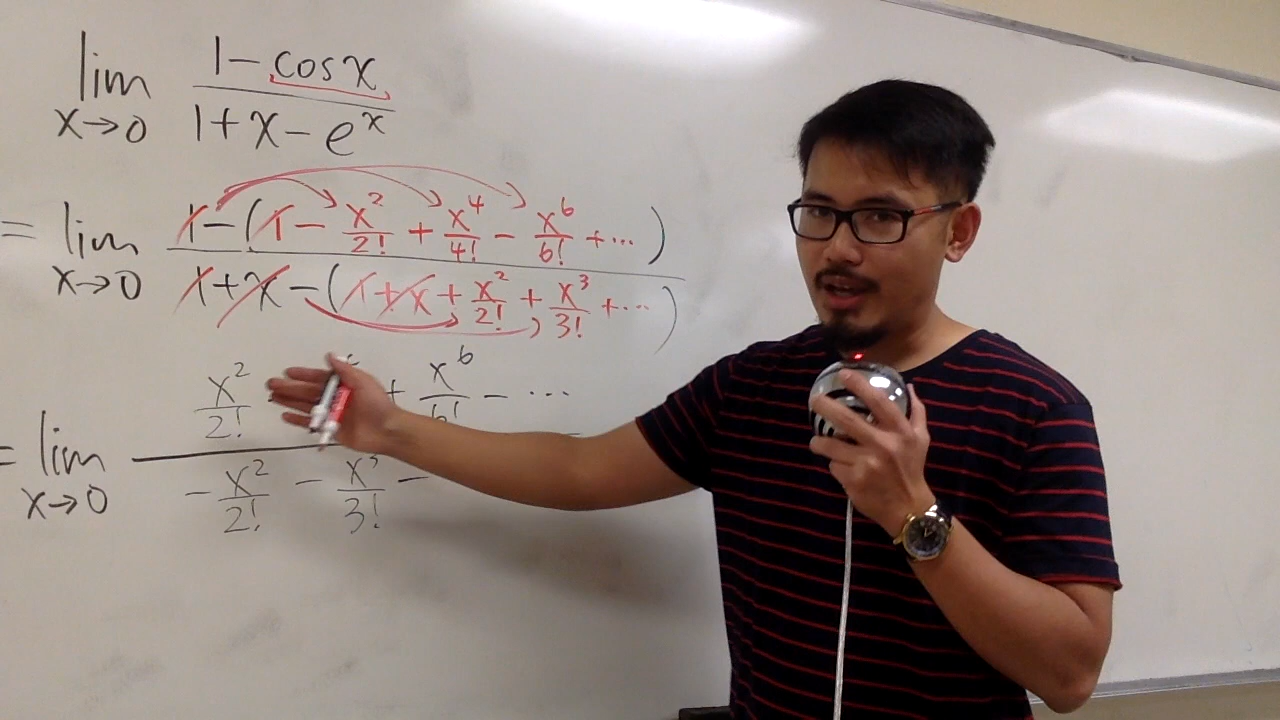 lim 1 - cos x
x→0 1 + x - eˣ
= lim 1 - (1 - x²/2! + x⁴/4! - x⁶/6! + ...)
x→0 1 + x - (1 + x + x²/2! + x³/3! + ...)
= lim x²/2! + x⁶/6! - ...
x→0 - x²/2! - x³/3! -